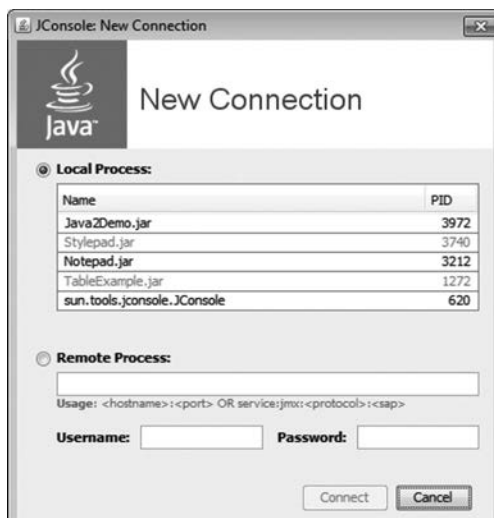 JConsole: New Connection
Java™
New Connection
Local Process:
Name PID
Java2Demo.jar 3972
Stylepad.jar 3740
Notepad.jar 3212
TableExample.jar 1272
sun.tools.jconsole.JConsole 620
Remote Process:
Usage: <hostname>:<port> OR service:jmx:<protocol>:<sap>
Username: Password:
Connect Cancel